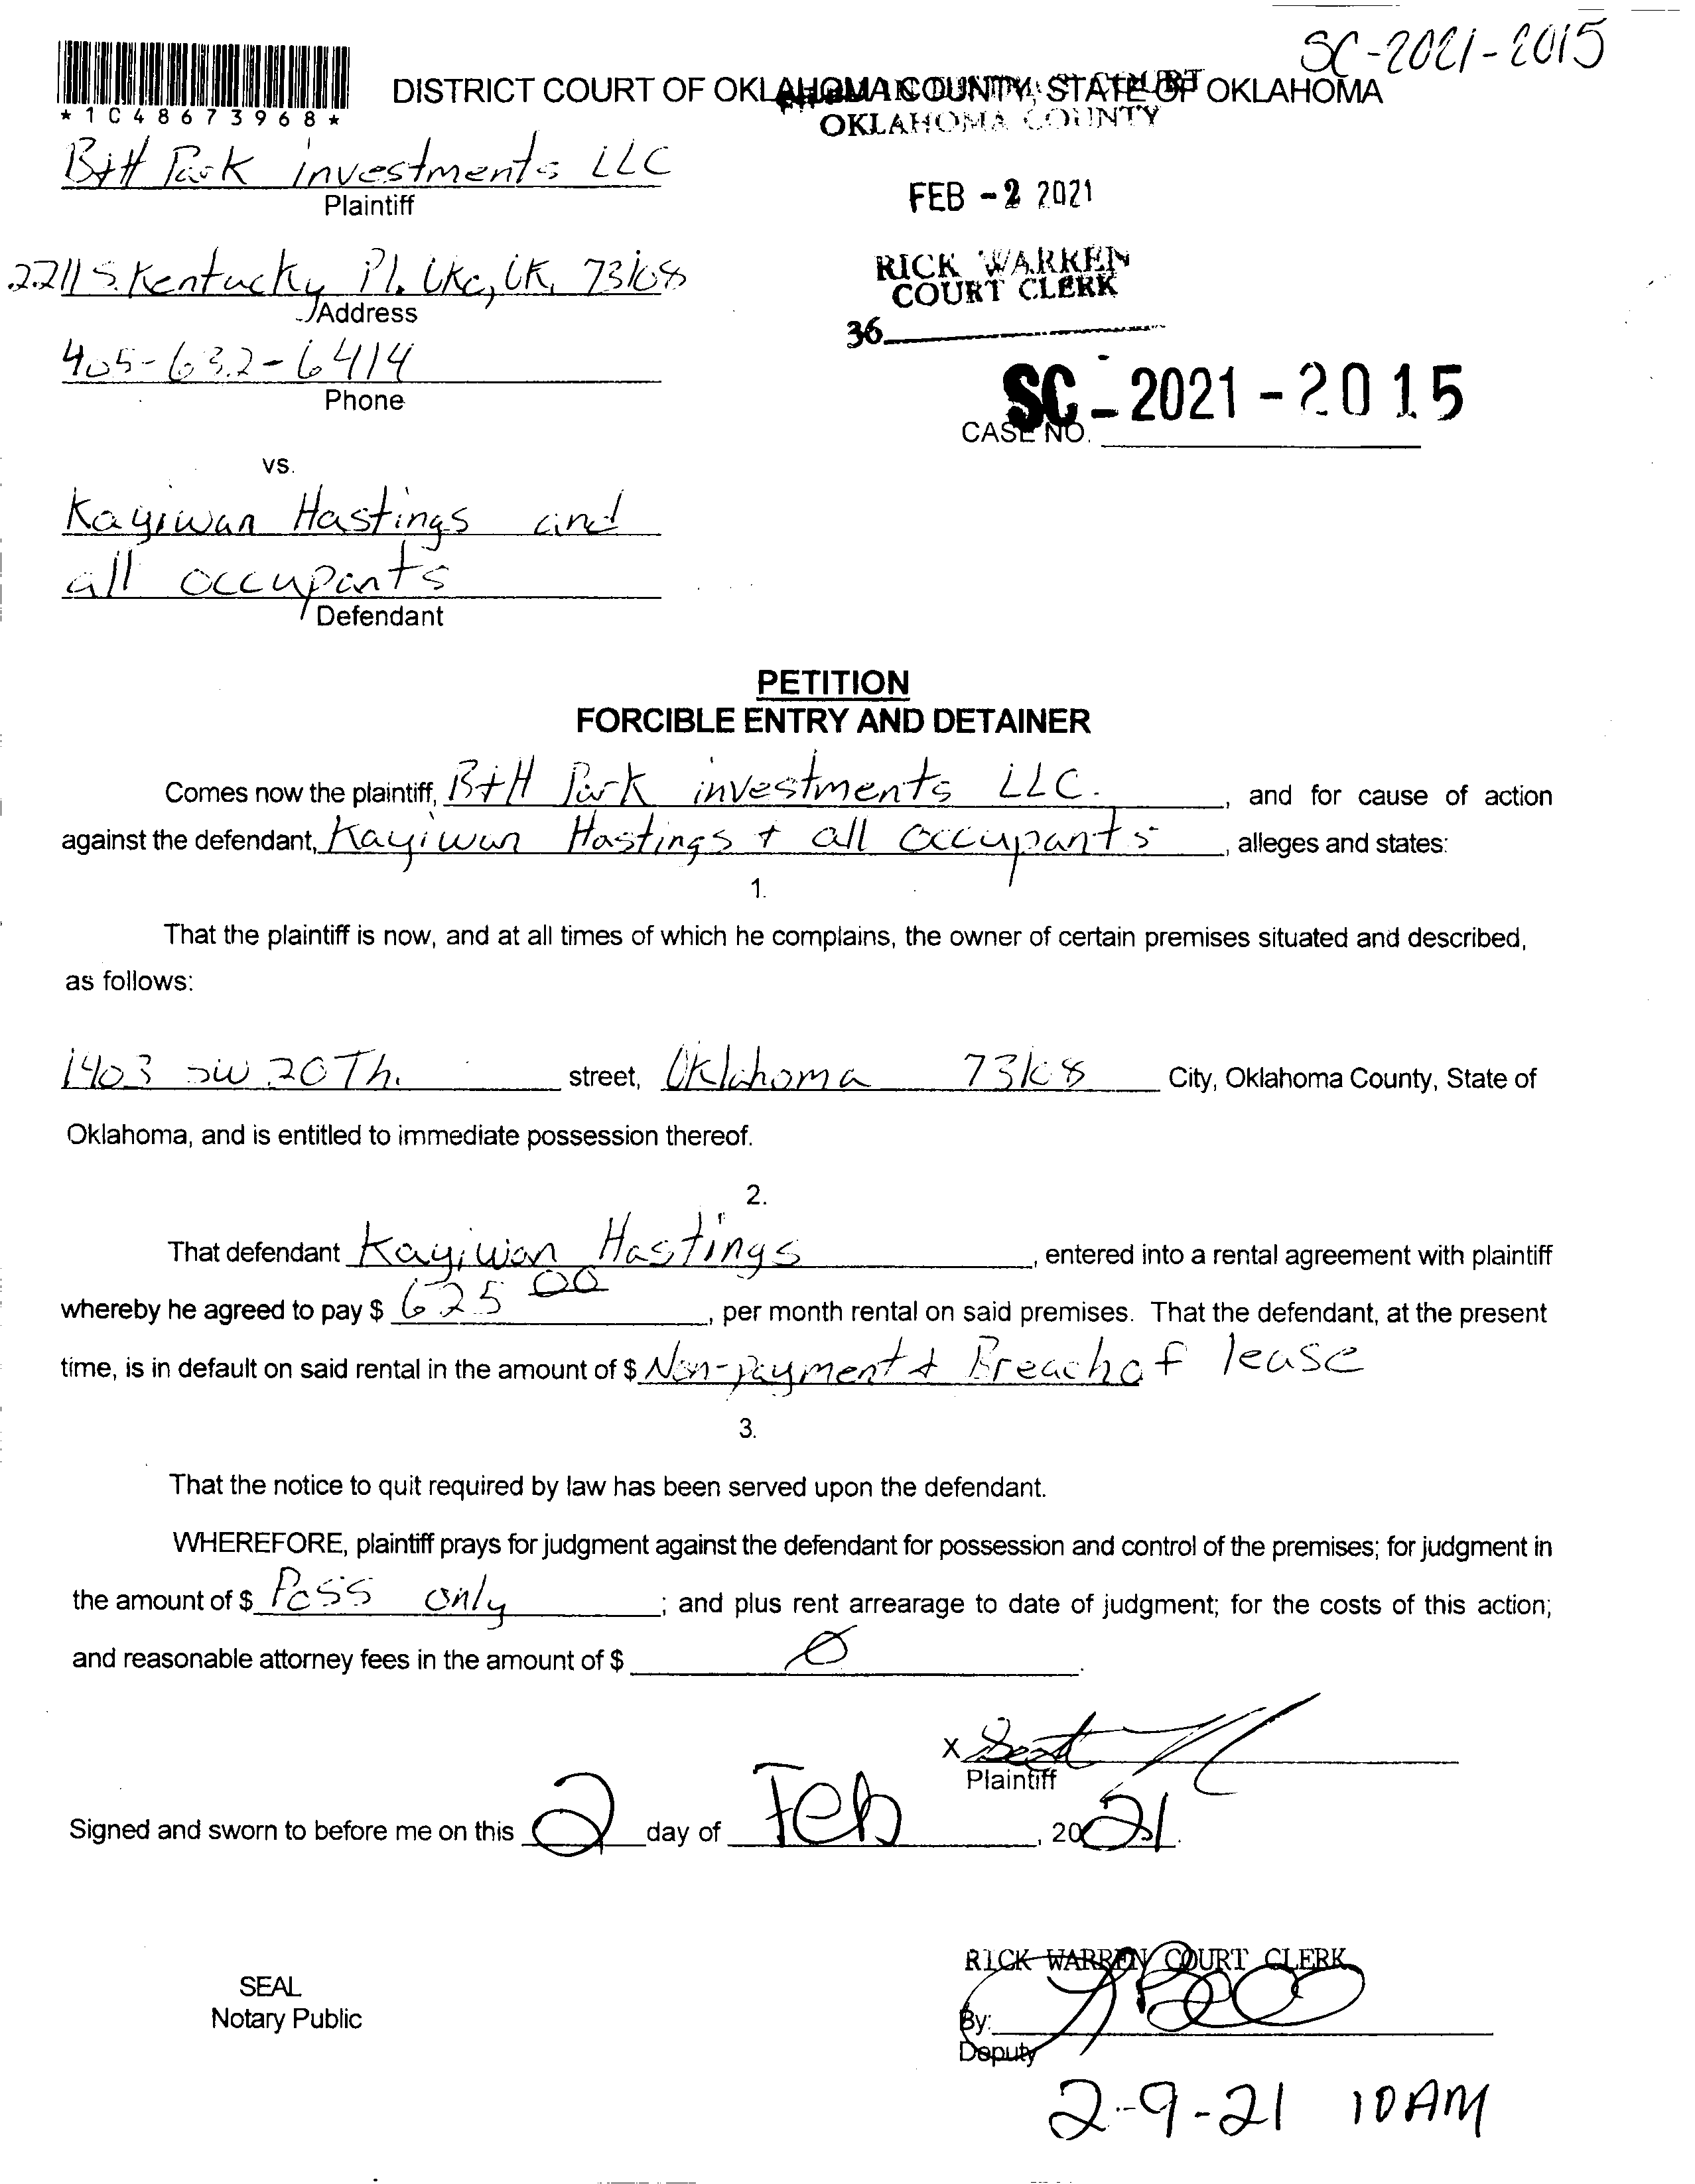 SC-2021-2015
*1048673968*
DISTRICT COURT OF OKLAHOMA COUNTY, STATE OF OKLAHOMA
OKLAHOMA COUNTY
B+H Park investments LLC
Plaintiff
FEB -2 2021
2211 S. Kentucky Pl. Okc, OK, 73108
Address
RICK WARREN
COURT CLERK
36
405-632-6414
Phone
SC - 2021 - 2015
CASE NO.
vs.
Kayiwan Hastings and
all occupants
Defendant
PETITION
FORCIBLE ENTRY AND DETAINER
Comes now the plaintiff, B+H Park investments LLC. , and for cause of action
against the defendant, Kayiwan Hastings + all occupants , alleges and states:
1.
That the plaintiff is now, and at all times of which he complains, the owner of certain premises situated and described,
as follows:
1403 SW 20Th. street, Oklahoma 73108 City, Oklahoma County, State of
Oklahoma, and is entitled to immediate possession thereof.
2.
That defendant Kayiwan Hastings , entered into a rental agreement with plaintiff
whereby he agreed to pay $ 625 00 , per month rental on said premises. That the defendant, at the present
time, is in default on said rental in the amount of $ Non-payment + Breach of lease
3.
That the notice to quit required by law has been served upon the defendant.
WHEREFORE, plaintiff prays for judgment against the defendant for possession and control of the premises; for judgment in
the amount of $ Poss only ; and plus rent arrearage to date of judgment; for the costs of this action;
and reasonable attorney fees in the amount of $ Ø .
X
Plaintiff
Signed and sworn to before me on this 2 day of Feb , 2021.
SEAL
Notary Public
RICK WARREN COURT CLERK
By:
Deputy
2-9-21 10AM